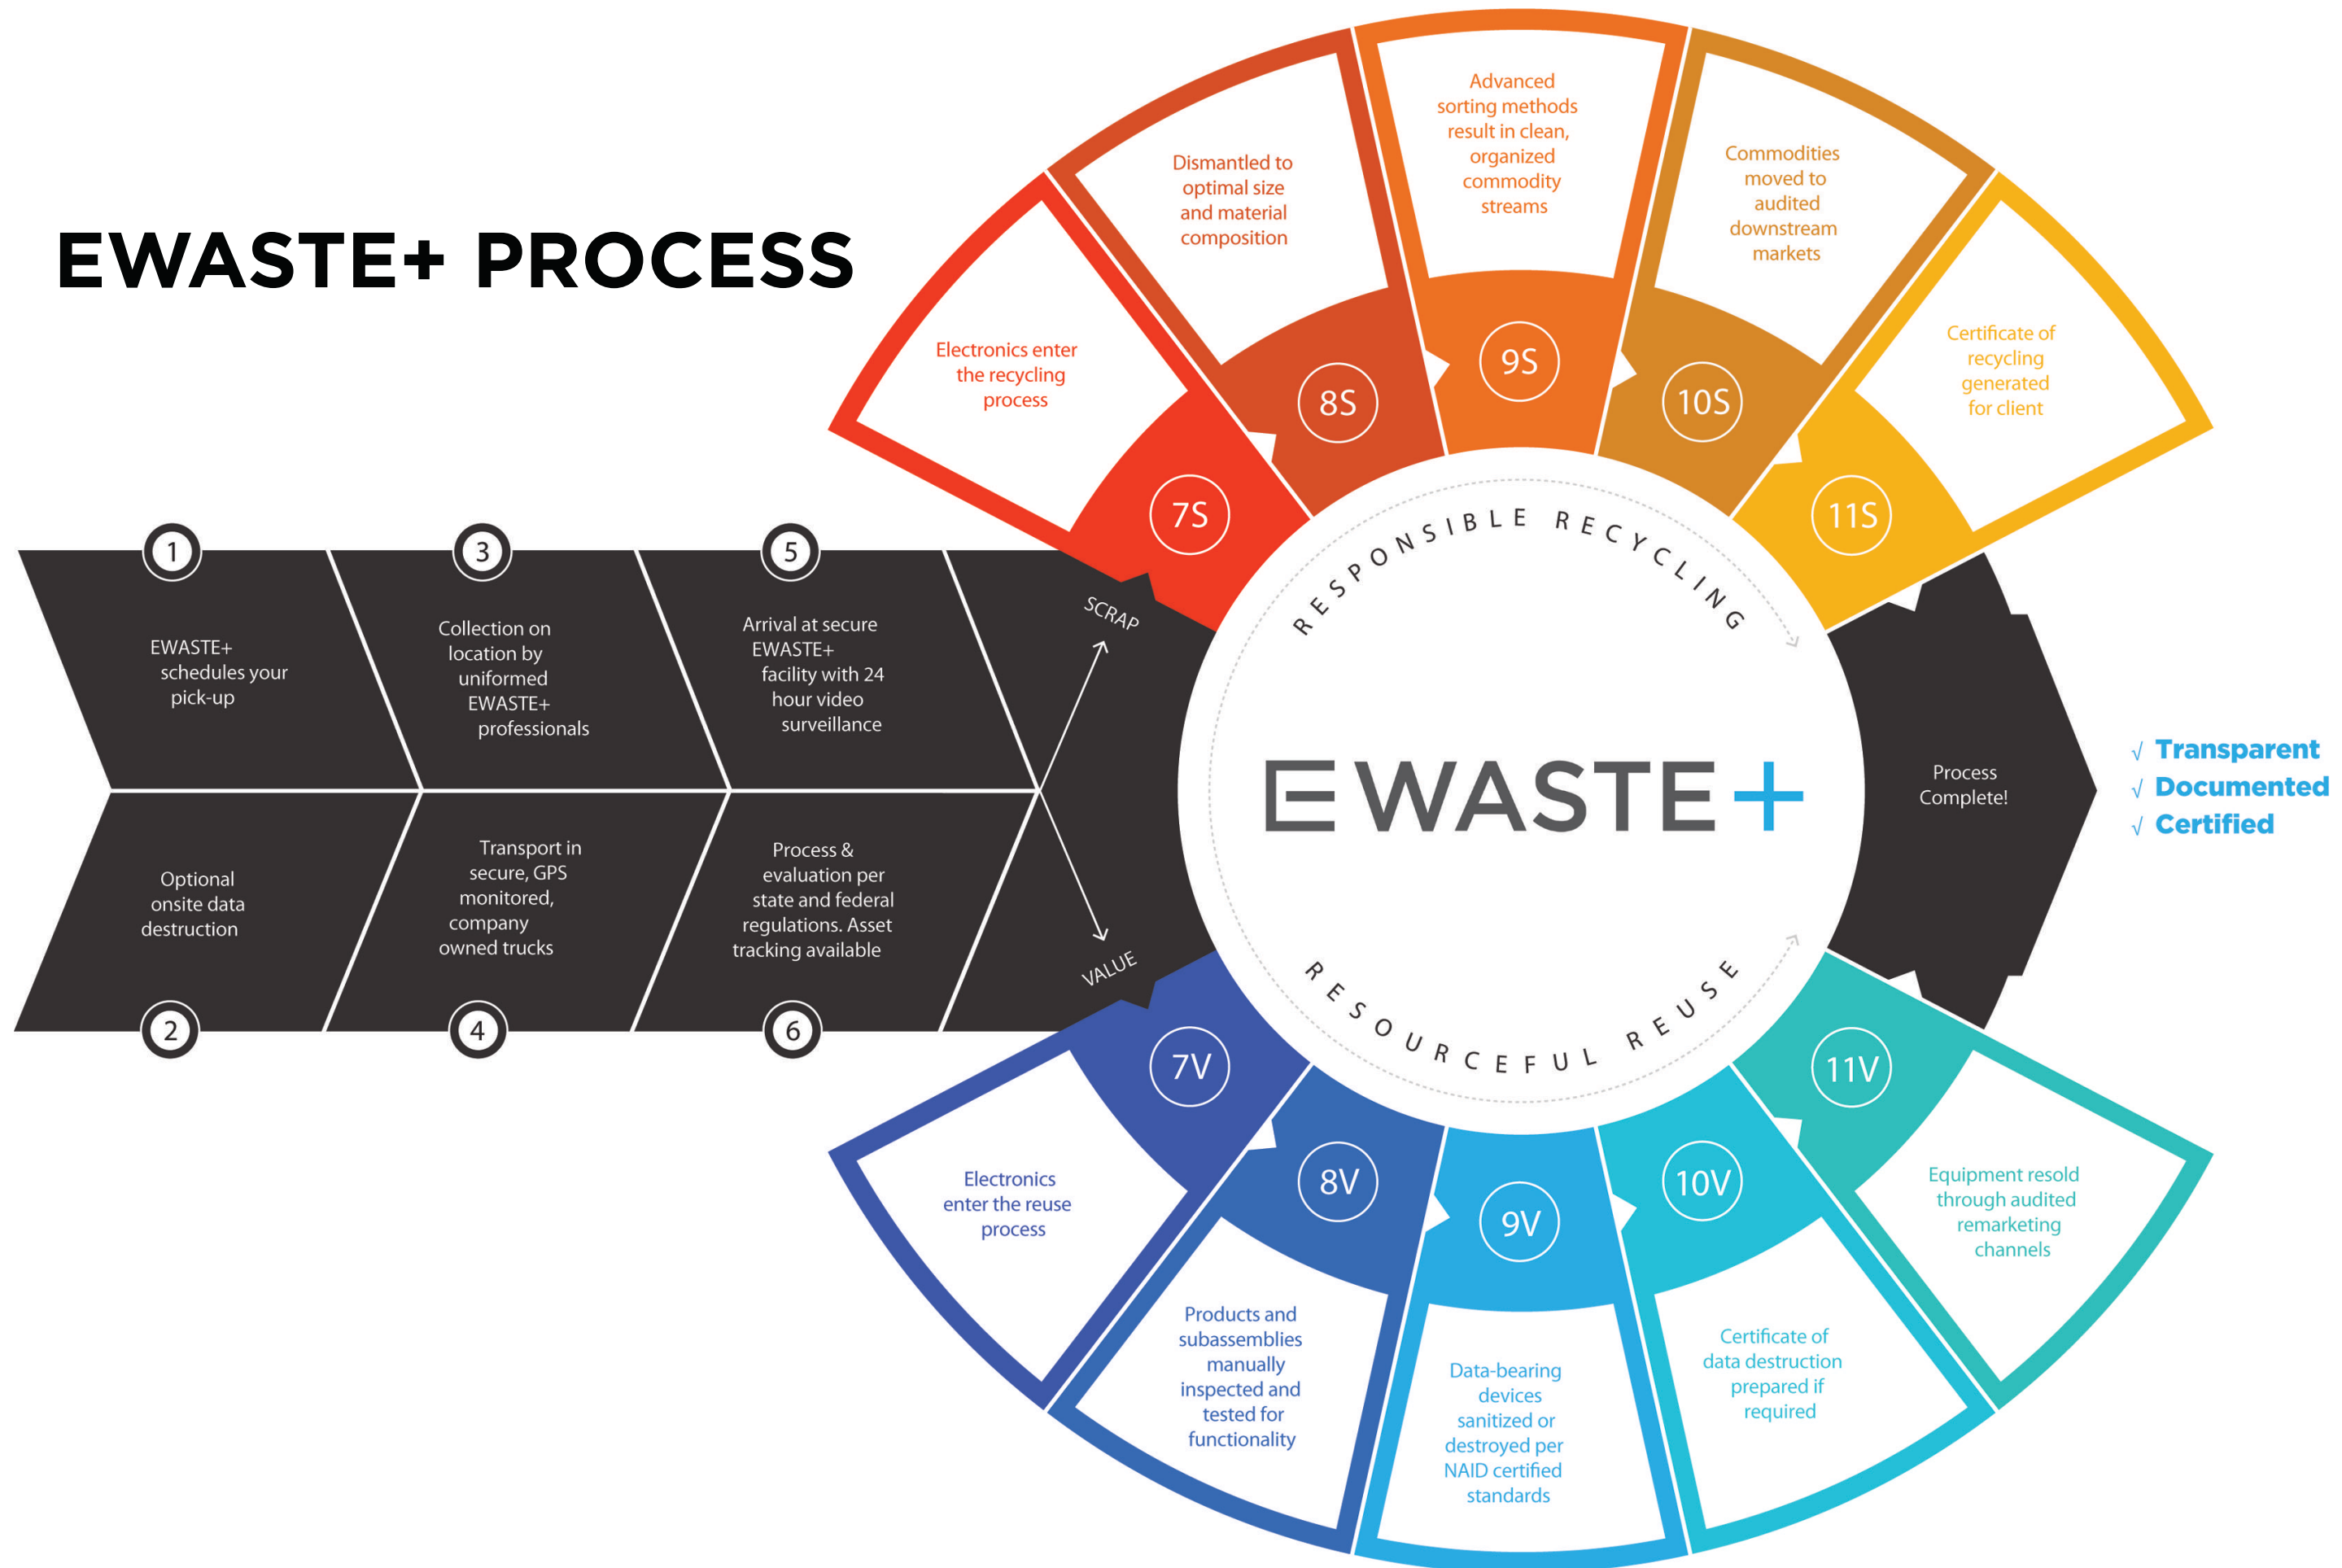 EWASTE+ PROCESS
1
EWASTE+
schedules your
pick-up
2
Optional
onsite data
destruction
3
Collection on
location by
uniformed
EWASTE+
professionals
4
Transport in
secure, GPS
monitored,
company
owned trucks
5
Arrival at secure
EWASTE+
facility with 24
hour video
surveillance
6
Process &
evaluation per
state and federal
regulations. Asset
tracking available
SCRAP
VALUE
7S
Electronics enter
the recycling
process
8S
Dismantled to
optimal size
and material
composition
9S
Advanced
sorting methods
result in clean,
organized
commodity
streams
10S
Commodities
moved to
audited
downstream
markets
11S
Certificate of
recycling
generated
for client
RESPONSIBLE RECYCLING
EWASTE+
RESOURCEFUL REUSE
7V
Electronics
enter the reuse
process
8V
Products and
subassemblies
manually
inspected and
tested for
functionality
9V
Data-bearing
devices
sanitized or
destroyed per
NAID certified
standards
10V
Certificate of
data destruction
prepared if
required
11V
Equipment resold
through audited
remarketing
channels
Process
Complete!
√ Transparent
√ Documented
√ Certified